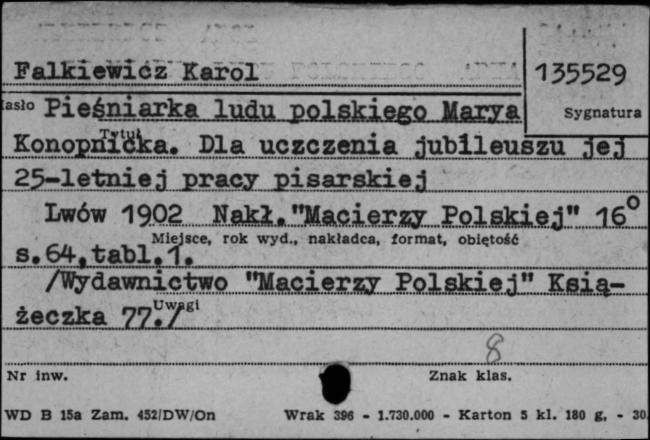 Falkiewicz Karol
135529
Hasło Pieśniarka ludu polskiego Marya
Sygnatura
Tytuł
Konopnicka. Dla uczczenia jubileuszu jej
25-letniej pracy pisarskiej
Lwów 1902 Nakł."Macierzy Polskiej" 16°
Miejsce, rok wyd., nakładca, format, objętość
s.64,tabl.1.
/Wydawnictwo "Macierzy Polskiej" Ksią-
Uwagi
żeczka 77./
8
Nr inw.
Znak klas.
WD B 15a Zam. 452/DW/On Wrak 396 - 1.730.000 - Karton 5 kl. 180 g, - 30.